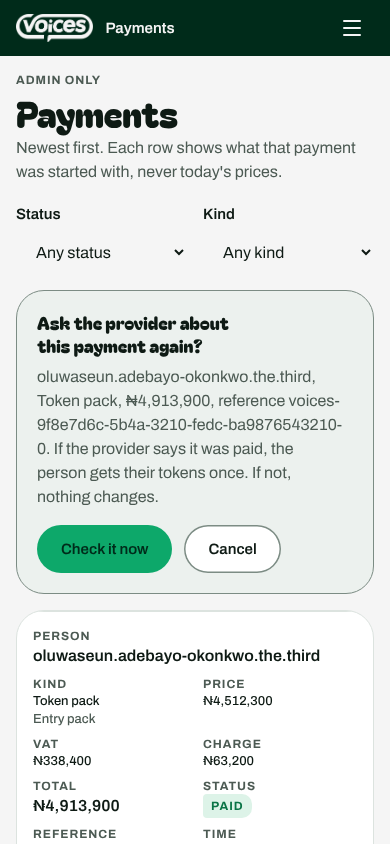 voices Payments
ADMIN ONLY
Payments
Newest first. Each row shows what that payment
was started with, never today's prices.
Status Kind
Any status Any kind
Ask the provider about
this payment again?
oluwaseun.adebayo-okonkwo.the.third,
Token pack, ₦4,913,900, reference voices-
9f8e7d6c-5b4a-3210-fedc-ba9876543210-
0. If the provider says it was paid, the
person gets their tokens once. If not,
nothing changes.
Check it now Cancel
PERSON
oluwaseun.adebayo-okonkwo.the.third
KIND PRICE
Token pack ₦4,512,300
Entry pack
VAT CHARGE
₦338,400 ₦63,200
TOTAL STATUS
₦4,913,900 PAID
REFERENCE TIME